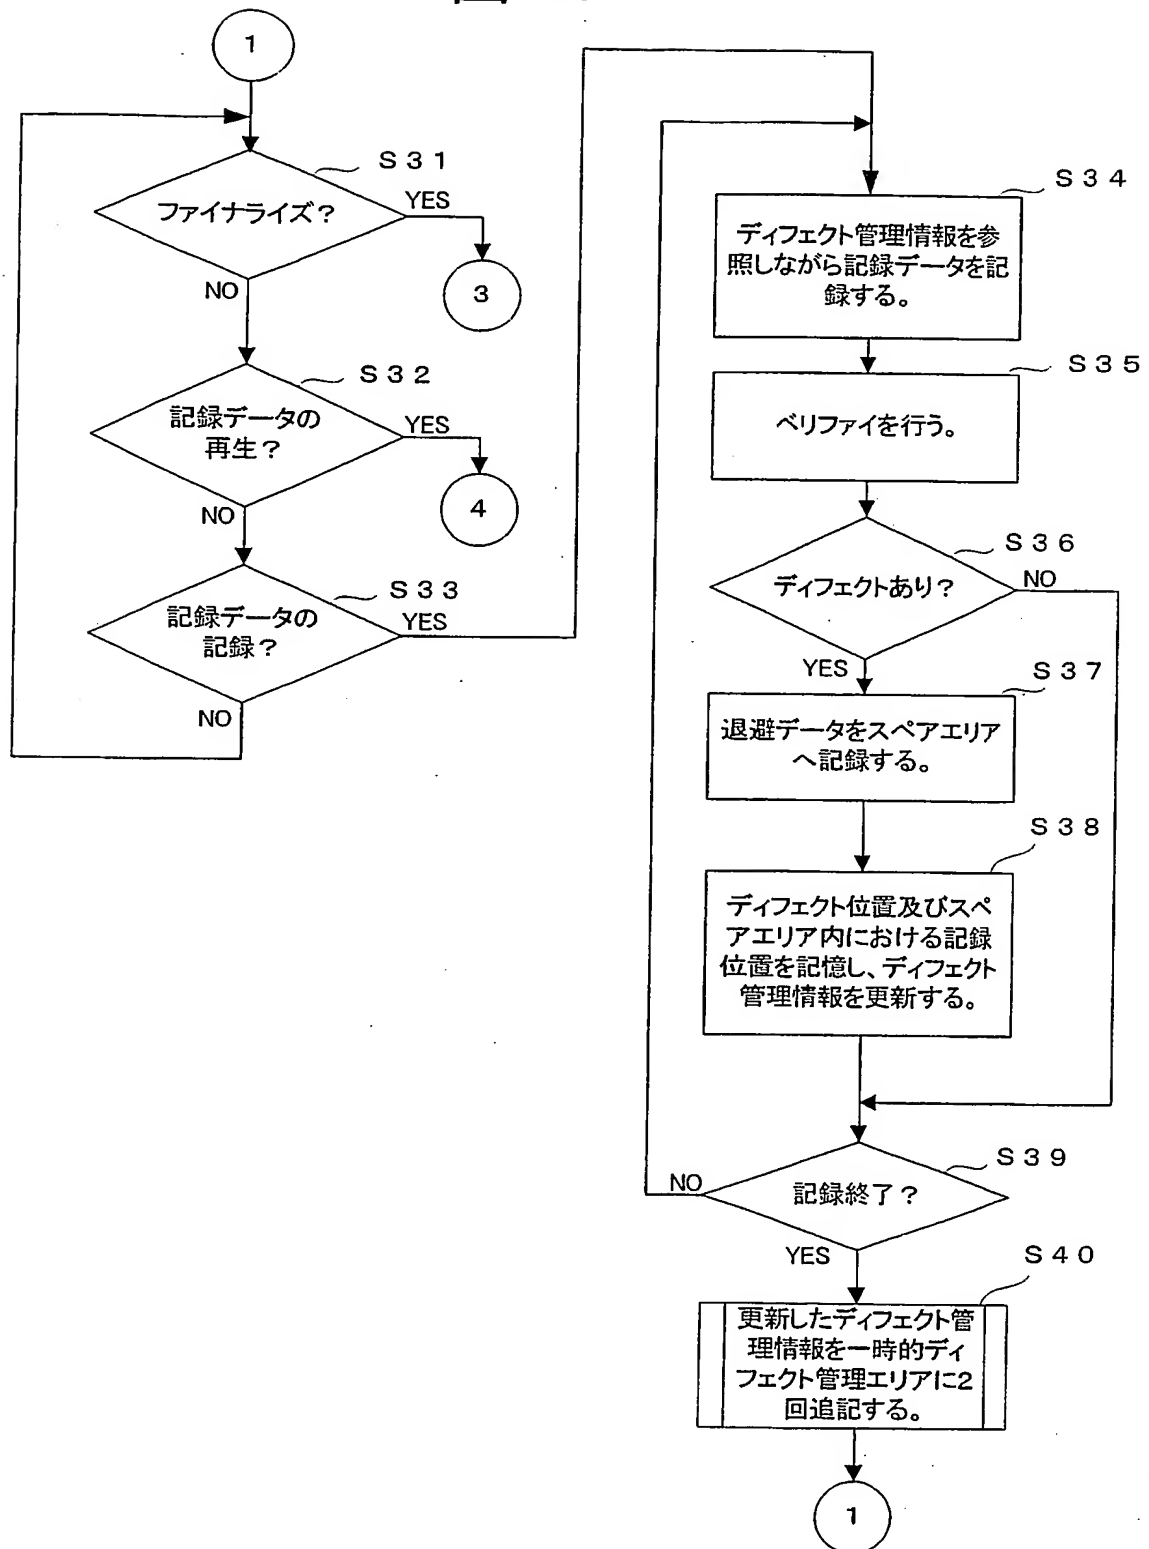 1
S31
ファイナライズ？
YES
3
NO
S32
記録データの
再生？
YES
4
NO
S33
記録データの
記録？
YES
NO
S34
ディフェクト管理情報を参
照しながら記録データを記
録する。
S35
ベリファイを行う。
S36
ディフェクトあり？
NO
YES
S37
退避データをスペアエリア
へ記録する。
S38
ディフェクト位置及びスペ
アエリア内における記録
位置を記憶し、ディフェクト
管理情報を更新する。
S39
NO
記録終了？
YES
S40
更新したディフェクト管
理情報を一時的ディ
フェクト管理エリアに2
回追記する。
1